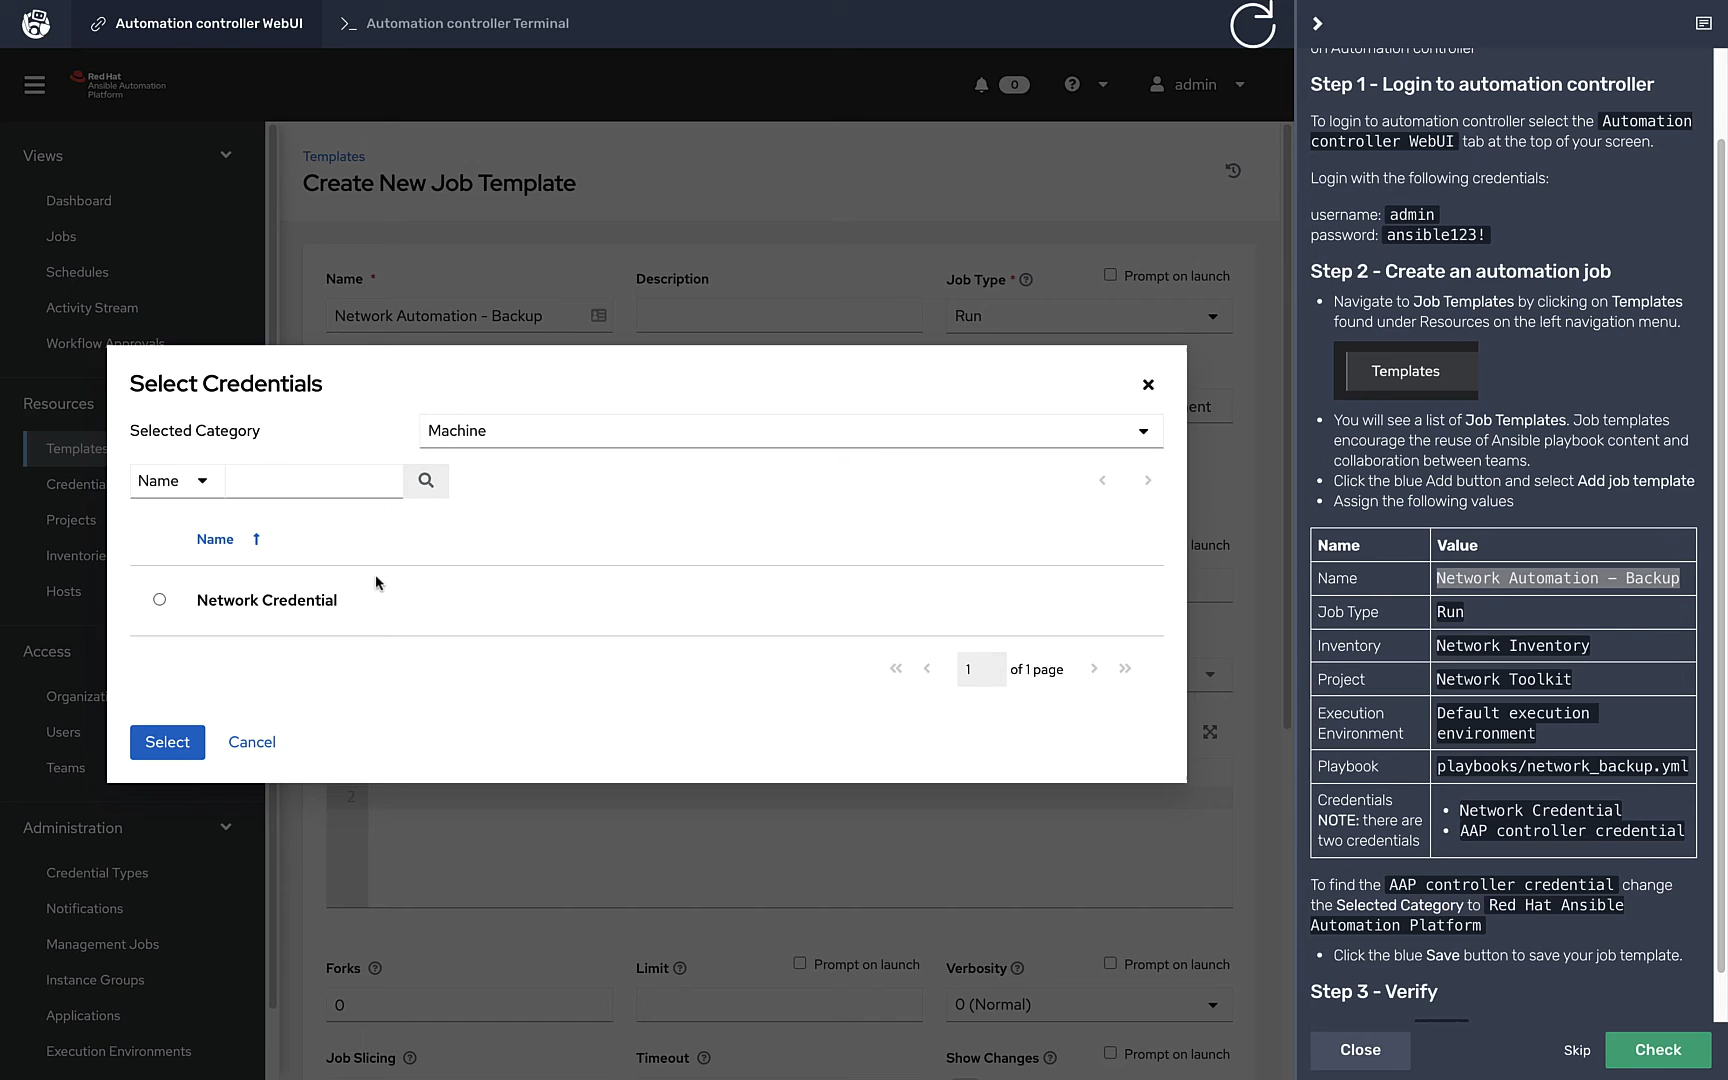 Automation controller WebUI
>_ Automation controller Terminal
Red Hat
Ansible Automation
Platform
0
admin
Views
Dashboard
Jobs
Schedules
Activity Stream
Workflow Approvals
Resources
Templates
Credentia
Projects
Inventorie
Hosts
Access
Organizati
Users
Teams
Administration
Credential Types
Notifications
Management Jobs
Instance Groups
Applications
Execution Environments
Templates
Create New Job Template
Name *
Description
Job Type *
Prompt on launch
Network Automation - Backup
Run
ent
launch
Select Credentials
Selected Category
Machine
Name
Name
Network Credential
1 of 1 page
Select
Cancel
2
Forks
Limit
Prompt on launch
Verbosity
Prompt on launch
0
0 (Normal)
Job Slicing
Timeout
Show Changes
Prompt on launch
on Automation controller
Step 1 - Login to automation controller
To login to automation controller select the Automation
controller WebUI tab at the top of your screen.
Login with the following credentials:
username: admin
password: ansible123!
Step 2 - Create an automation job
• Navigate to Job Templates by clicking on Templates
found under Resources on the left navigation menu.
Templates
• You will see a list of Job Templates. Job templates
encourage the reuse of Ansible playbook content and
collaboration between teams.
• Click the blue Add button and select Add job template
• Assign the following values
Name Value
Name Network Automation – Backup
Job Type Run
Inventory Network Inventory
Project Network Toolkit
Execution Environment Default execution
environment
Playbook playbooks/network_backup.yml
Credentials
NOTE: there are
two credentials
• Network Credential
• AAP controller credential
To find the AAP controller credential change
the Selected Category to Red Hat Ansible
Automation Platform
• Click the blue Save button to save your job template.
Step 3 - Verify
Close
Skip
Check